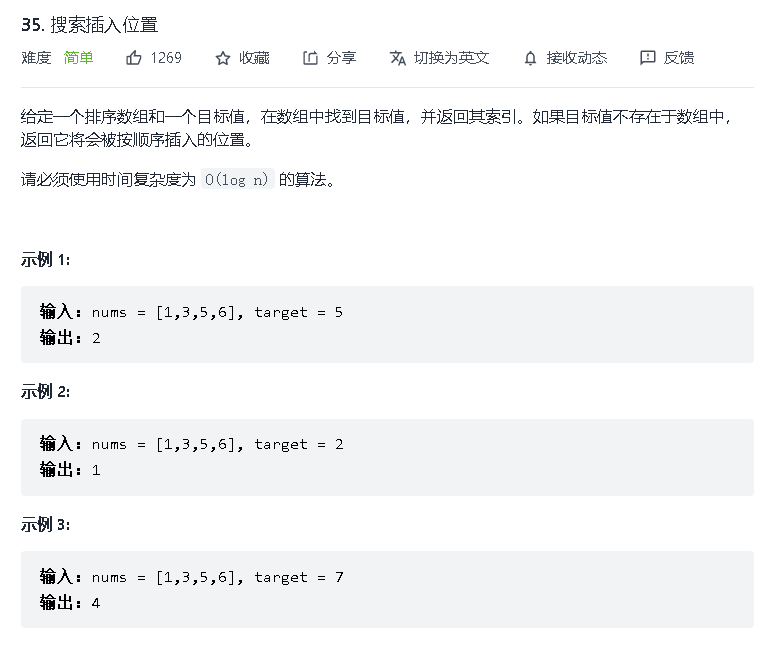 35. 搜索插入位置
难度 简单 1269 收藏 分享 切换为英文 接收动态 反馈
给定一个排序数组和一个目标值，在数组中找到目标值，并返回其索引。如果目标值不存在于数组中，
返回它将会被按顺序插入的位置。
请必须使用时间复杂度为 O(log n) 的算法。
示例 1:
输入: nums = [1,3,5,6], target = 5
输出: 2
示例 2:
输入: nums = [1,3,5,6], target = 2
输出: 1
示例 3:
输入: nums = [1,3,5,6], target = 7
输出: 4